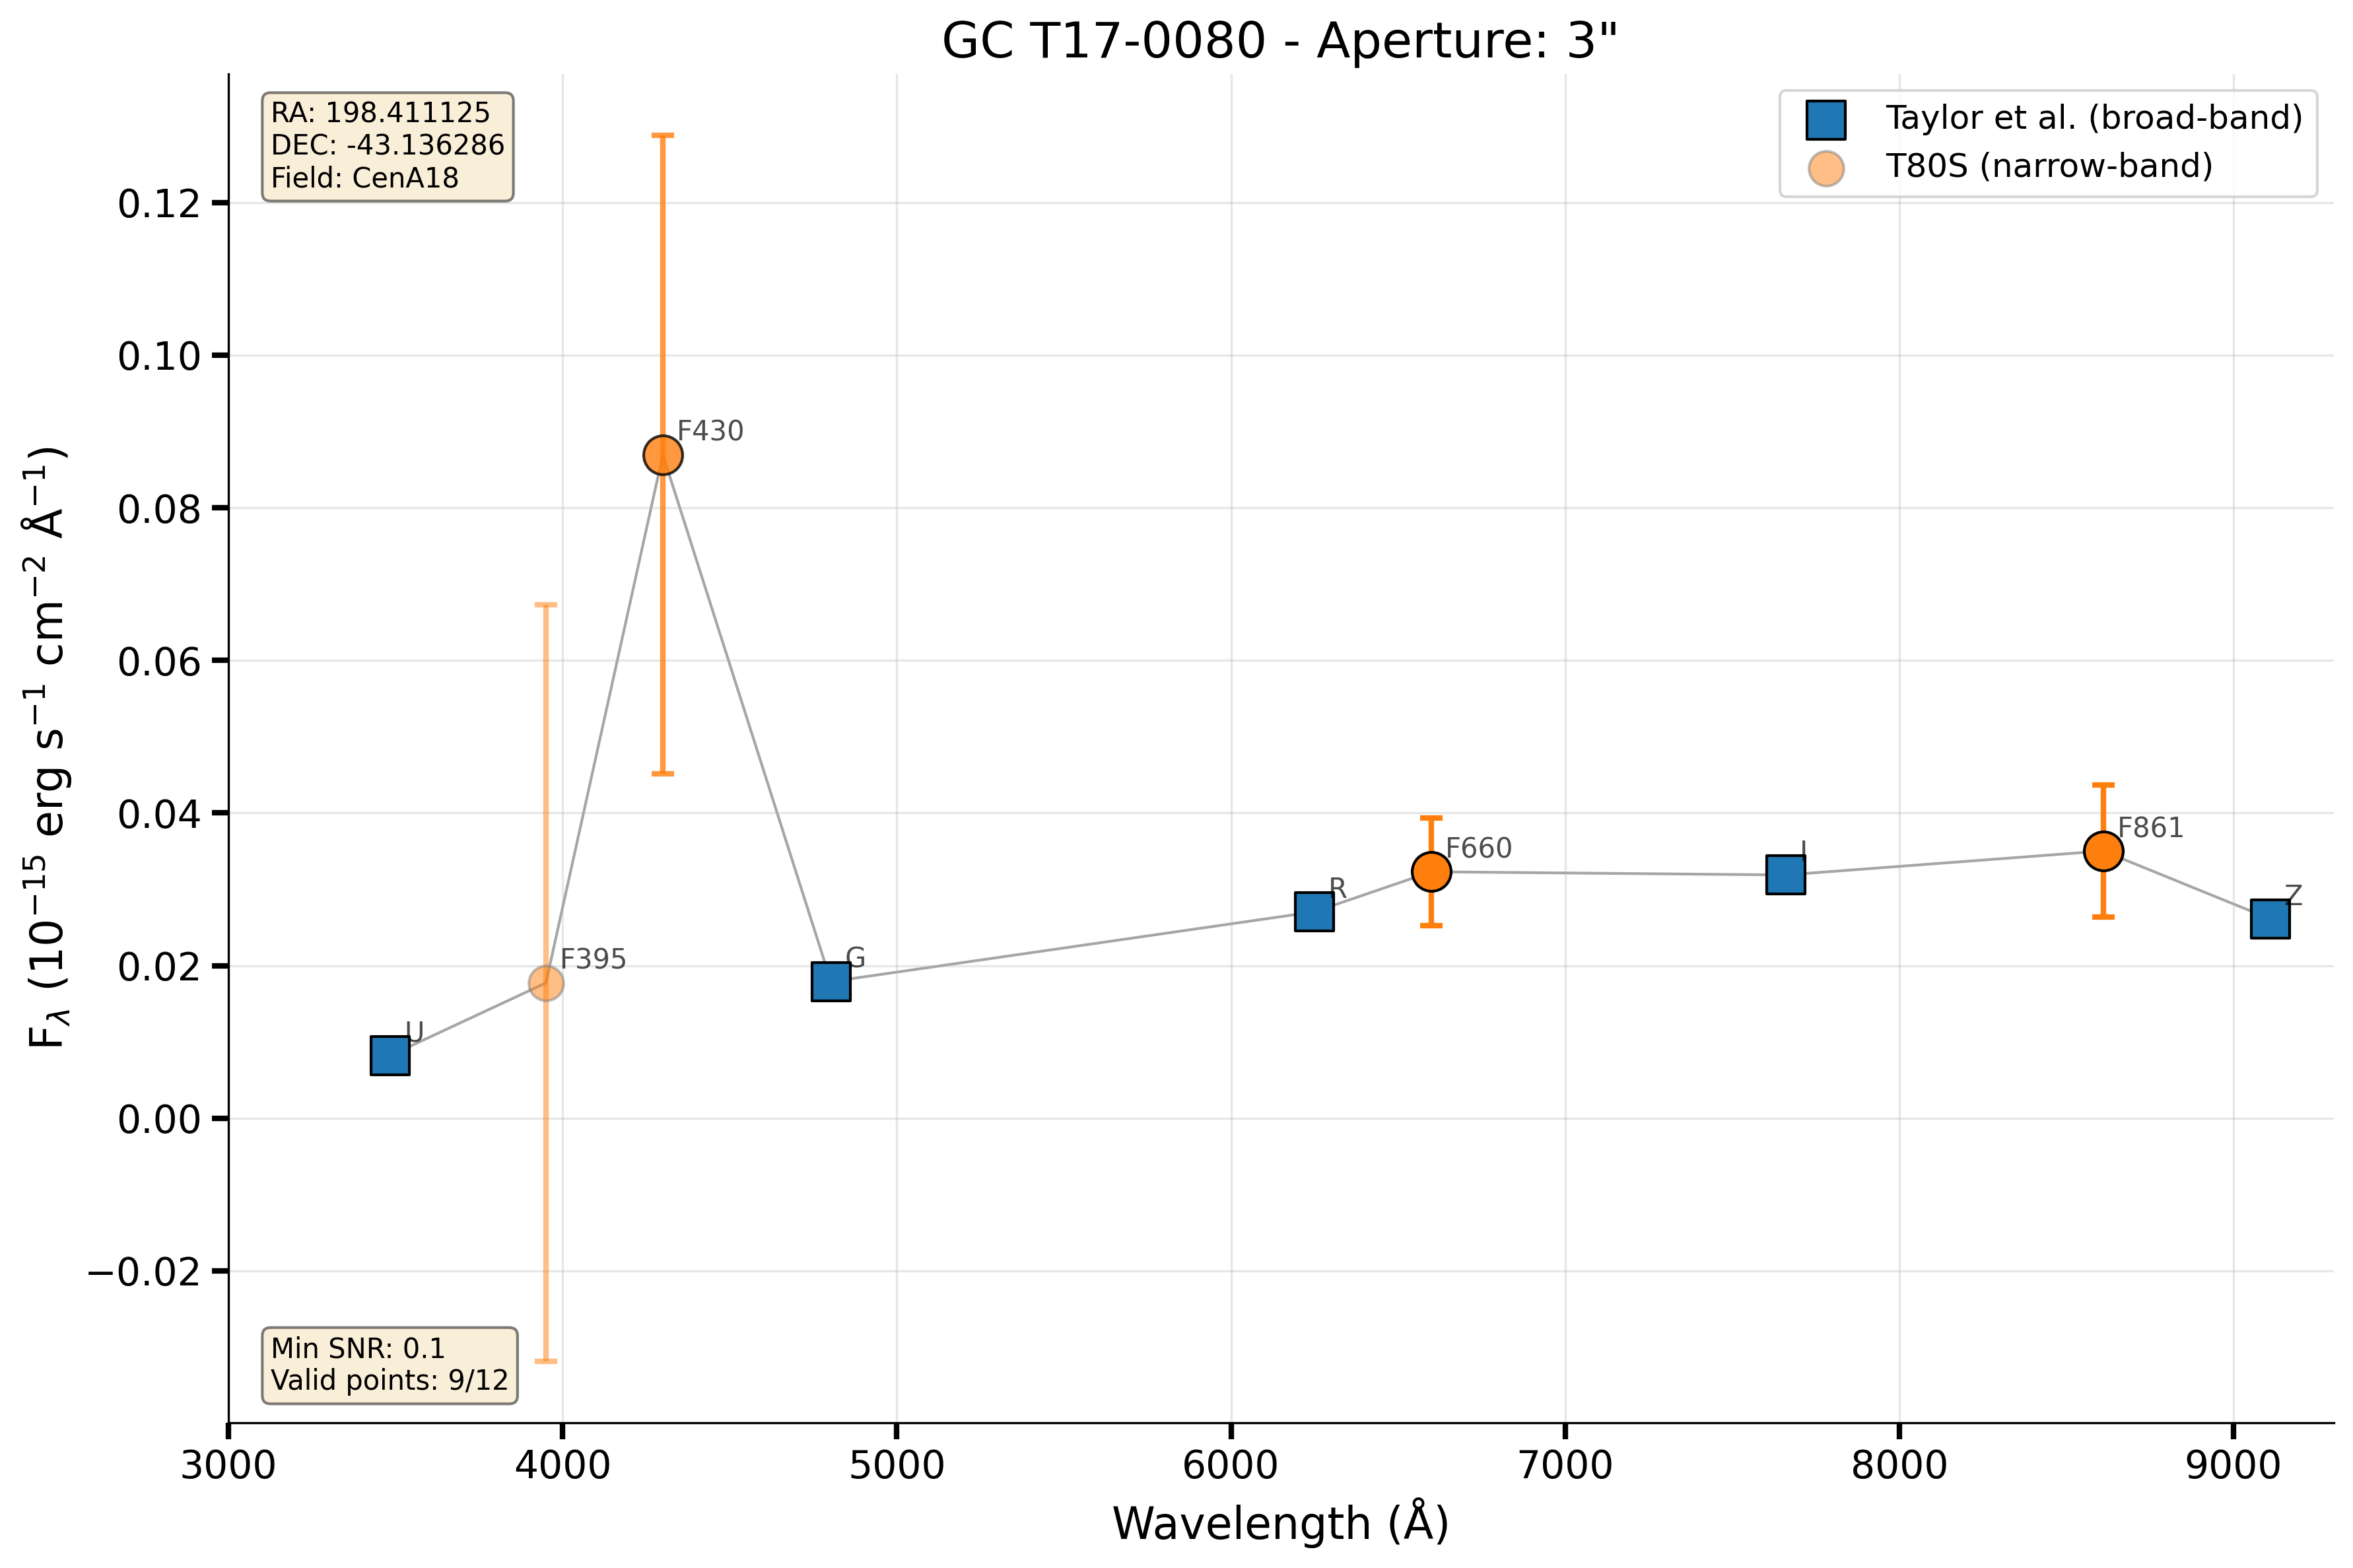 GC T17-0080 - Aperture: 3"
RA: 198.411125
DEC: -43.136286
Field: CenA18
Taylor et al. (broad-band)
T80S (narrow-band)
F_λ (10⁻¹⁵ erg s⁻¹ cm⁻² Å⁻¹)
0.12
0.10
0.08
0.06
0.04
0.02
0.00
−0.02
U
F395
F430
G
R
F660
I
F861
Z
Min SNR: 0.1
Valid points: 9/12
3000 4000 5000 6000 7000 8000 9000
Wavelength (Å)